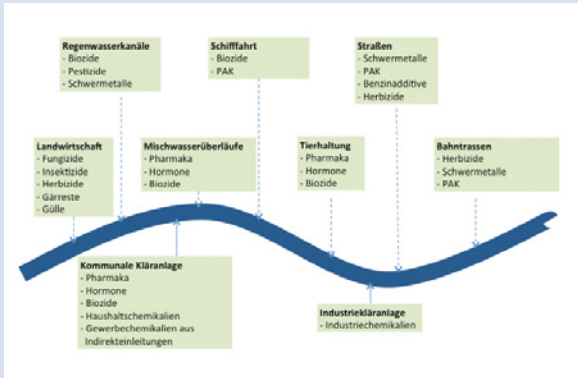 Regenwasserkanäle
- Biozide
- Pestizide
- Schwermetalle
Schifffahrt
- Biozide
- PAK
Straßen
- Schwermetalle
- PAK
- Benzinadditive
- Herbizide
Landwirtschaft
- Fungizide
- Insektizide
- Herbizide
- Gärreste
- Gülle
Mischwasserüberläufe
- Pharmaka
- Hormone
- Biozide
Tierhaltung
- Pharmaka
- Hormone
- Biozide
Bahntrassen
- Herbizide
- Schwermetalle
- PAK
Kommunale Kläranlage
- Pharmaka
- Hormone
- Biozide
- Haushaltschemikalien
- Gewerbechemikalien aus
Indirekteinleitungen
Industriekläranlage
- Industriechemikalien